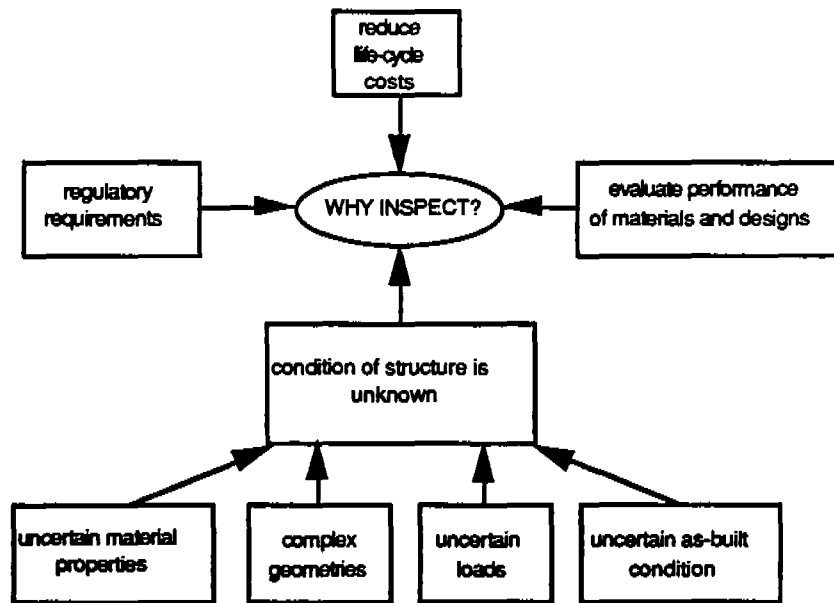 reduce
life-cycle
costs
regulatory
requirements
WHY INSPECT?
evaluate performance
of materials and designs
condition of structure is
unknown
uncertain material
properties
complex
geometries
uncertain
loads
uncertain as-built
condition